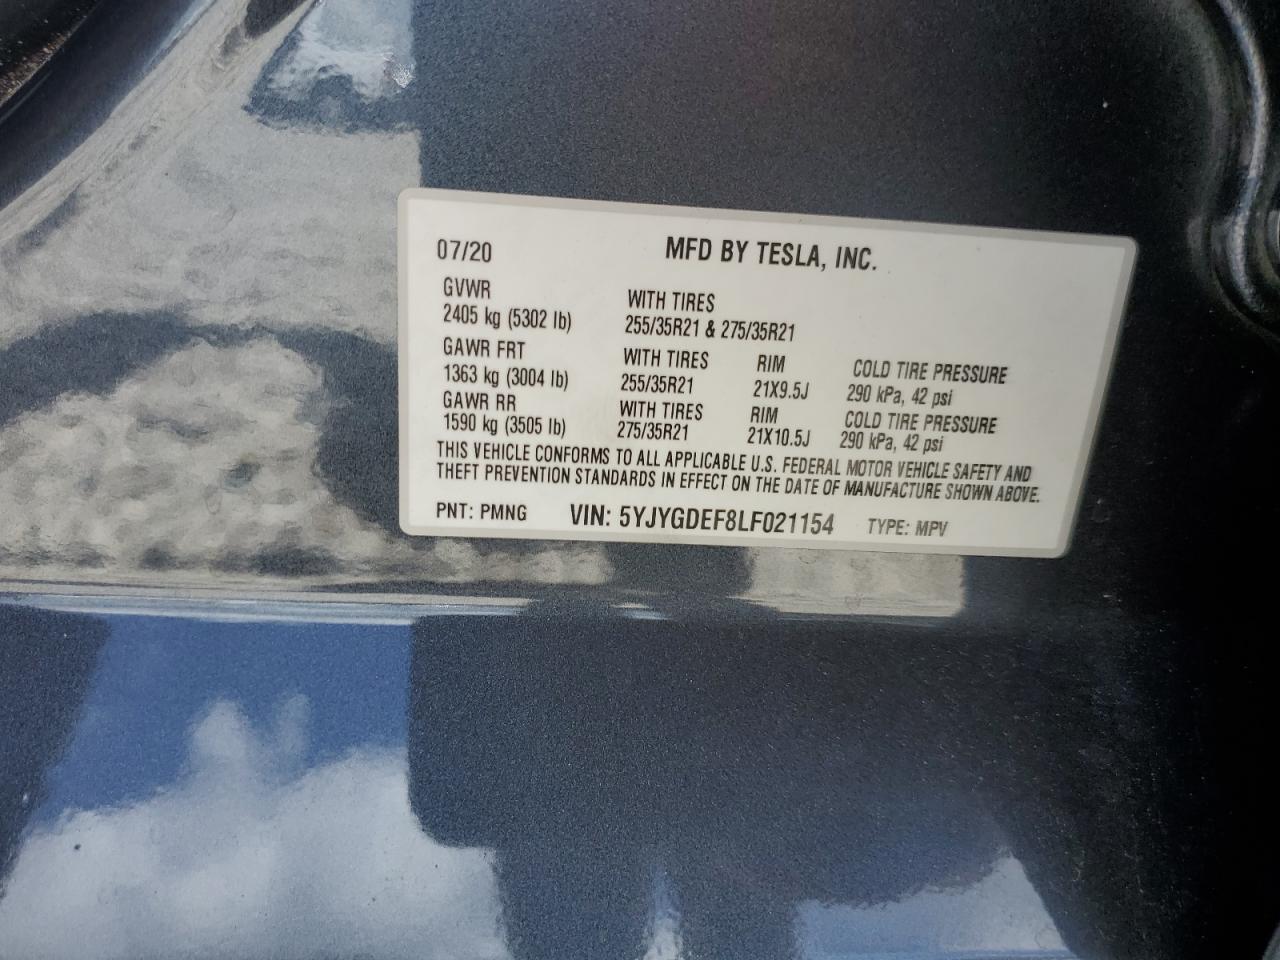 07/20 MFD BY TESLA, INC.
GVWR WITH TIRES
2405 kg (5302 lb) 255/35R21 & 275/35R21
GAWR FRT WITH TIRES RIM COLD TIRE PRESSURE
1363 kg (3004 lb) 255/35R21 21X9.5J 290 kPa, 42 psi
GAWR RR WITH TIRES RIM COLD TIRE PRESSURE
1590 kg (3505 lb) 275/35R21 21X10.5J 290 kPa, 42 psi
THIS VEHICLE CONFORMS TO ALL APPLICABLE U.S. FEDERAL MOTOR VEHICLE SAFETY AND
THEFT PREVENTION STANDARDS IN EFFECT ON THE DATE OF MANUFACTURE SHOWN ABOVE.
PNT: PMNG VIN: 5YJYGDEF8LF021154 TYPE: MPV